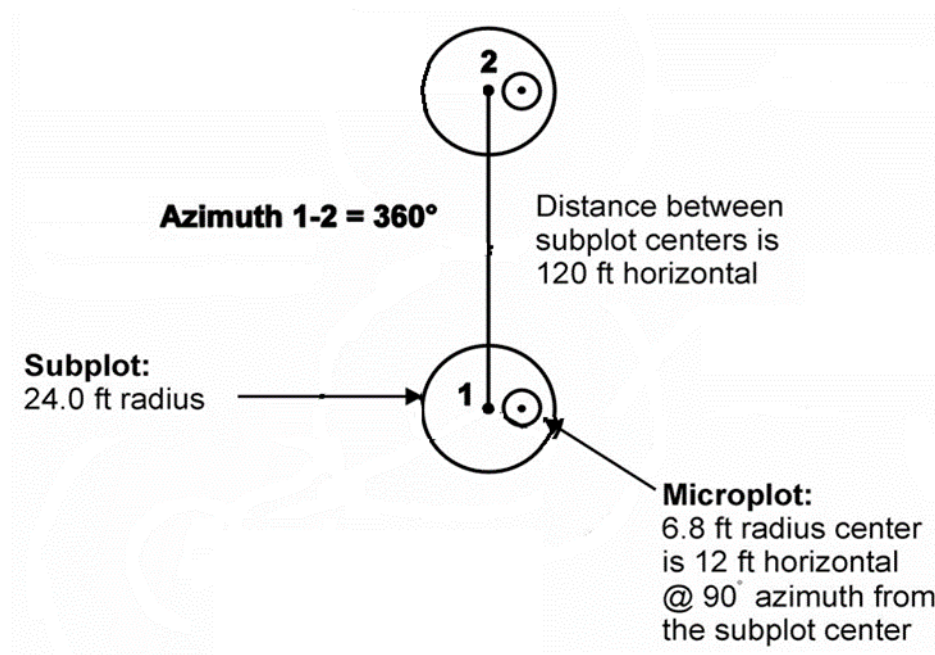 2
Azimuth 1-2 = 360°
Distance between
subplot centers is
120 ft horizontal
Subplot:
24.0 ft radius
1
Microplot:
6.8 ft radius center
is 12 ft horizontal
@ 90° azimuth from
the subplot center